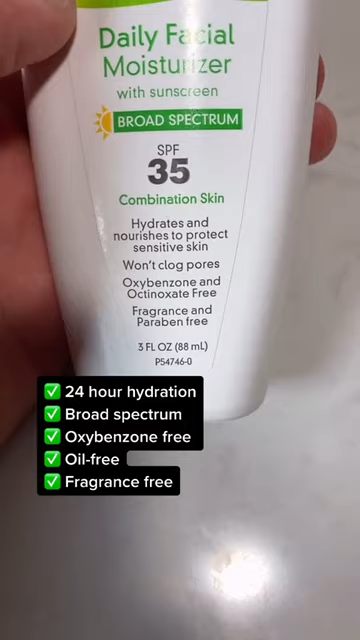 Daily Facial
Moisturizer
with sunscreen
BROAD SPECTRUM
SPF
35
Combination Skin
Hydrates and
nourishes to protect
sensitive skin
Won't clog pores
Oxybenzone and
Octinoxate Free
Fragrance and
Paraben free
3 FL OZ (88 mL)
P54746-0
✅ 24 hour hydration
✅ Broad spectrum
✅ Oxybenzone free
✅ Oil-free
✅ Fragrance free